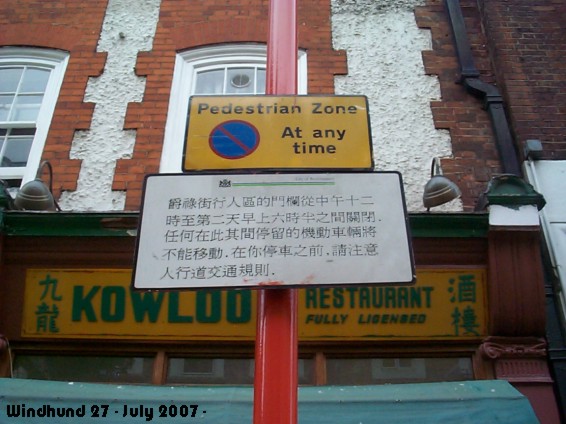 Pedestrian Zone
At any
time
爵祿街行人區的門欄從中午十二
時至第二天早上六時半之間關閉.
任何在此其間停留的機動車輛將
不能移動. 在你停車之前, 請注意
人行道交通規則.
九龍
KOWLOO
RESTAURANT
FULLY LICENSED
酒楼
Windhund 27 - July 2007 -